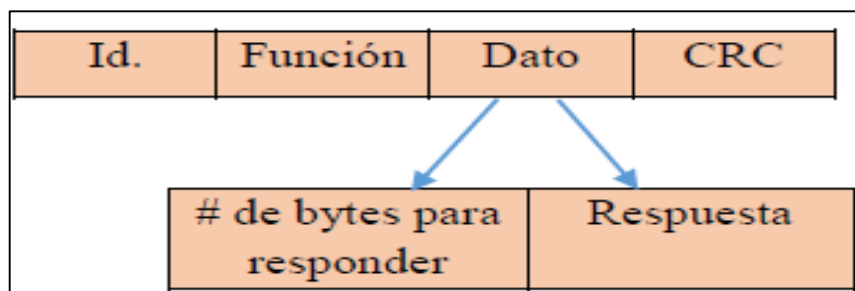 Id. Función Dato CRC
# de bytes para responder Respuesta